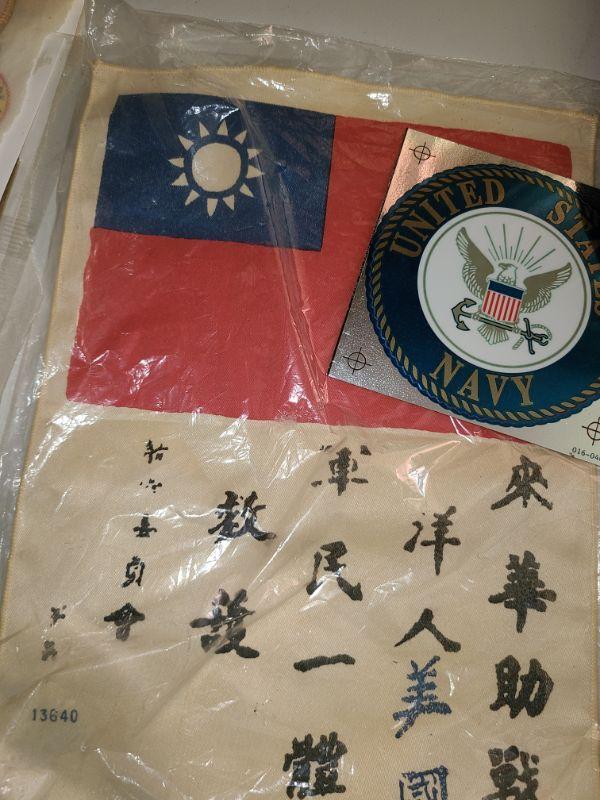 UNITED STATES
NAVY
來華助戰
洋人美國
軍民一體
救護
航空委員會
13640